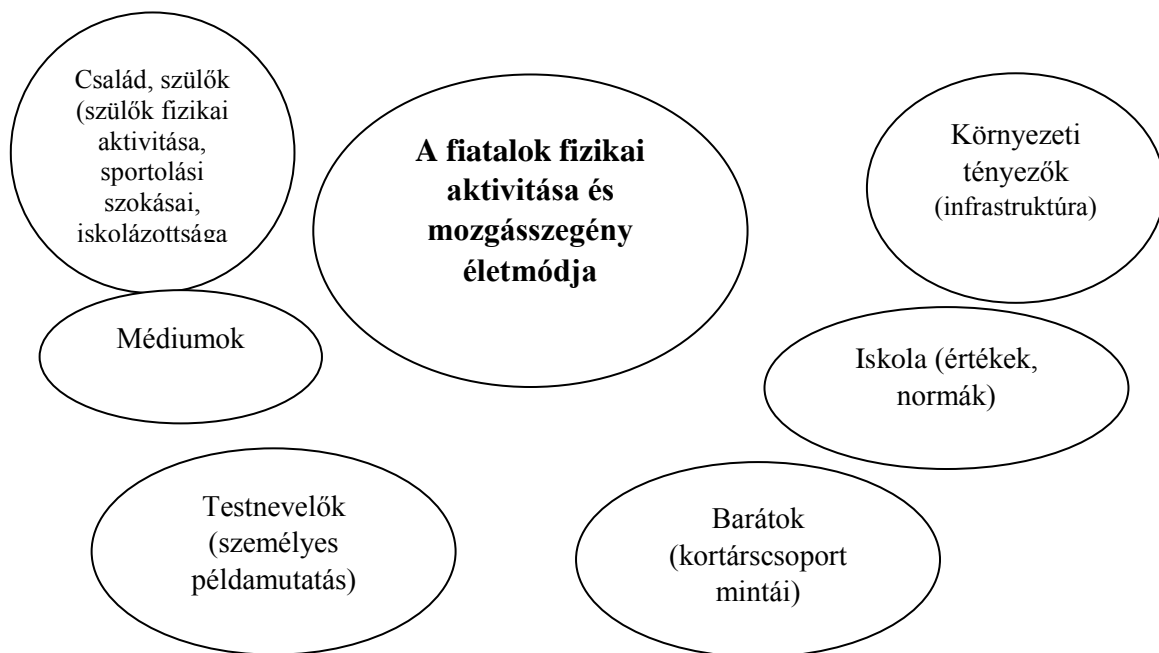 Család, szülők
(szülők fizikai
aktivitása,
sportolási
szokásai,
iskolázottsága
A fiatalok fizikai
aktivitása és
mozgásszegény
életmódja
Környezeti
tényezők
(infrastruktúra)
Médiumok
Iskola (értékek,
normák)
Testnevelők
(személyes
példamutatás)
Barátok
(kortárscsoport
mintái)